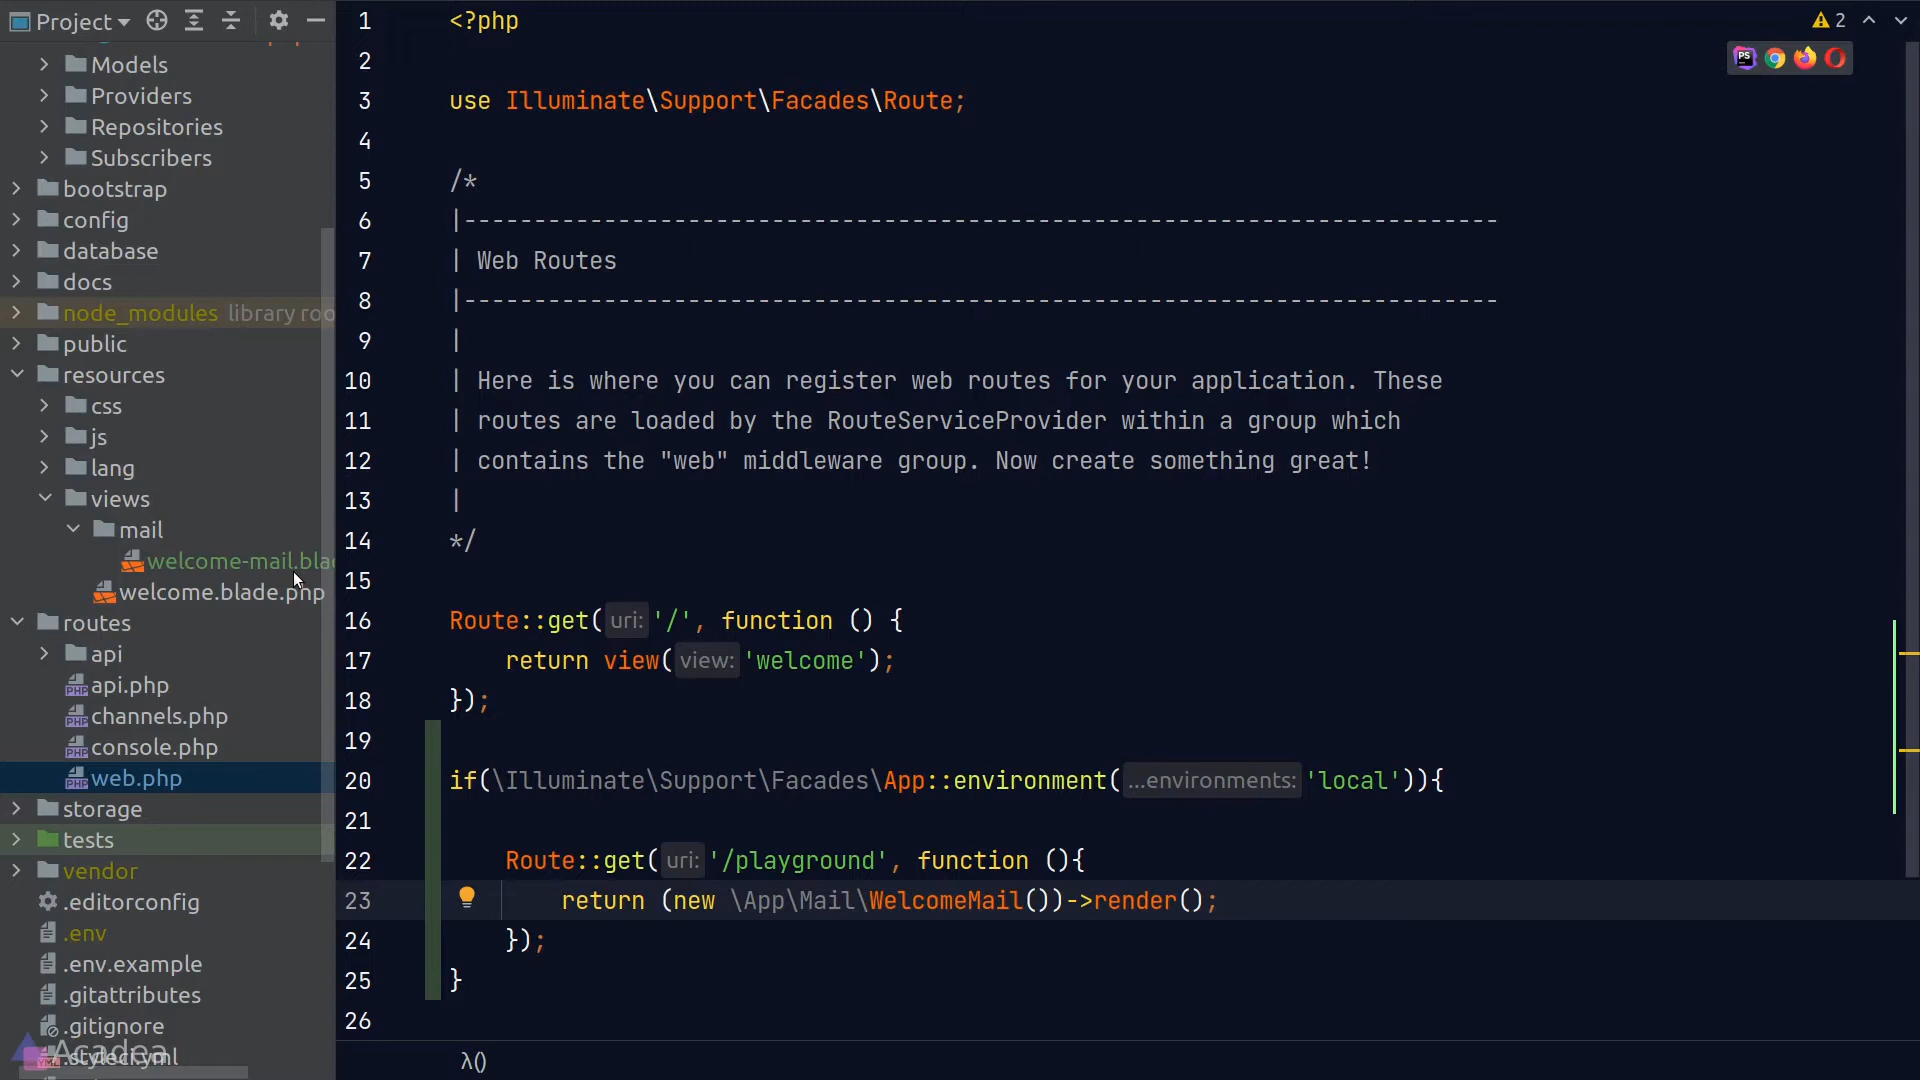 Project
Models
Providers
Repositories
Subscribers
bootstrap
config
database
docs
node_modules library roo
public
resources
css
js
lang
views
mail
welcome-mail.blad
welcome.blade.php
routes
api
api.php
channels.php
console.php
web.php
storage
tests
vendor
.editorconfig
.env
.env.example
.gitattributes
.gitignore
.styleci.yml
Acadea
2
PS
1 <?php
2
3 use Illuminate\Support\Facades\Route;
4
5 /*
6 |--------------------------------------------------------------------------
7 | Web Routes
8 |--------------------------------------------------------------------------
9 |
10 | Here is where you can register web routes for your application. These
11 | routes are loaded by the RouteServiceProvider within a group which
12 | contains the "web" middleware group. Now create something great!
13 |
14 */
15
16 Route::get( uri: '/', function () {
17 return view( view: 'welcome');
18 });
19
20 if(\Illuminate\Support\Facades\App::environment( ...environments: 'local')){
21
22 Route::get( uri: '/playground', function (){
23 return (new \App\Mail\WelcomeMail())->render();
24 });
25 }
26
λ()